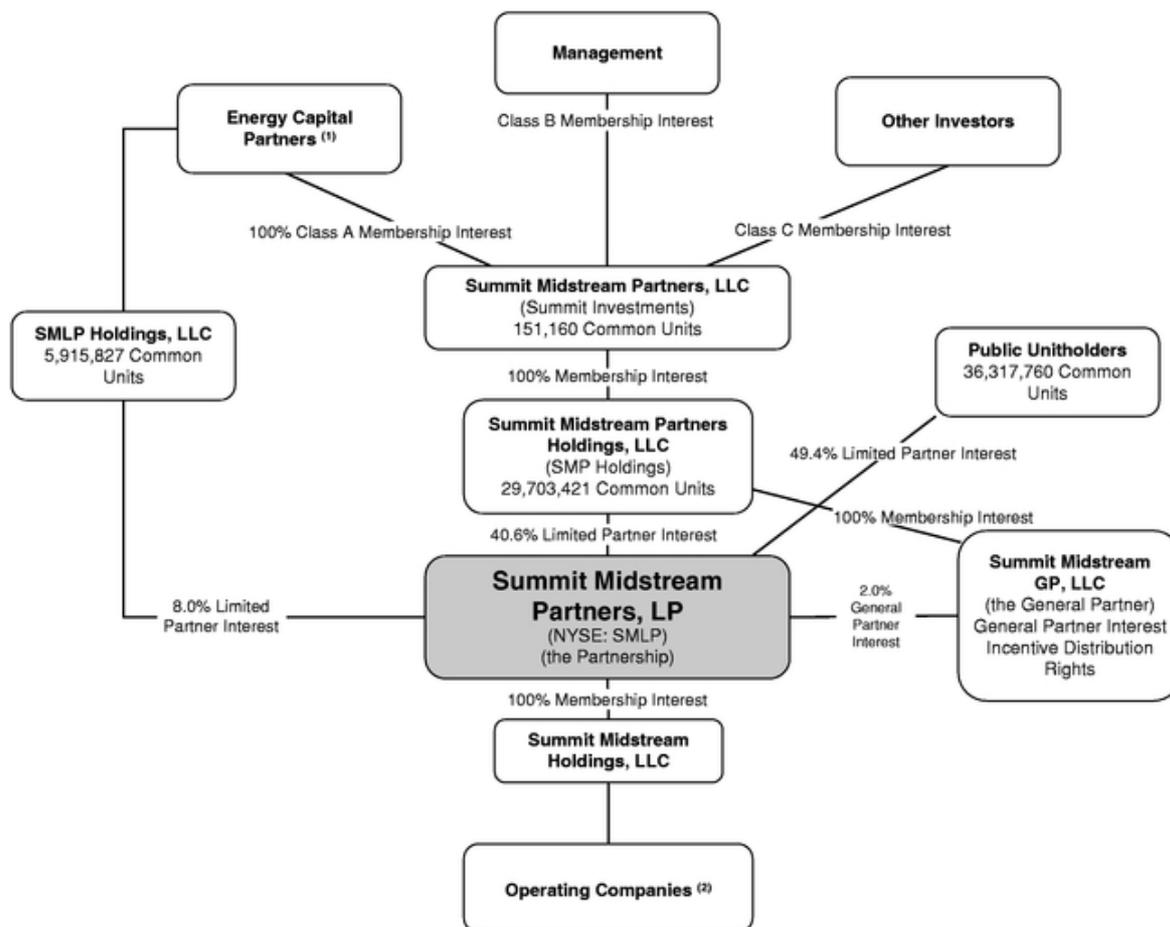 Management
Energy Capital
Partners (1)
Class B Membership Interest
Other Investors
100% Class A Membership Interest
Class C Membership Interest
Summit Midstream Partners, LLC
(Summit Investments)
151,160 Common Units
SMLP Holdings, LLC
5,915,827 Common
Units
Public Unitholders
36,317,760 Common
Units
100% Membership Interest
Summit Midstream Partners
Holdings, LLC
(SMP Holdings)
29,703,421 Common Units
49.4% Limited Partner Interest
100% Membership Interest
40.6% Limited Partner Interest
Summit Midstream
Partners, LP
(NYSE: SMLP)
(the Partnership)
8.0% Limited
Partner Interest
2.0%
General
Partner
Interest
Summit Midstream
GP, LLC
(the General Partner)
General Partner Interest
Incentive Distribution
Rights
100% Membership Interest
Summit Midstream
Holdings, LLC
Operating Companies (2)